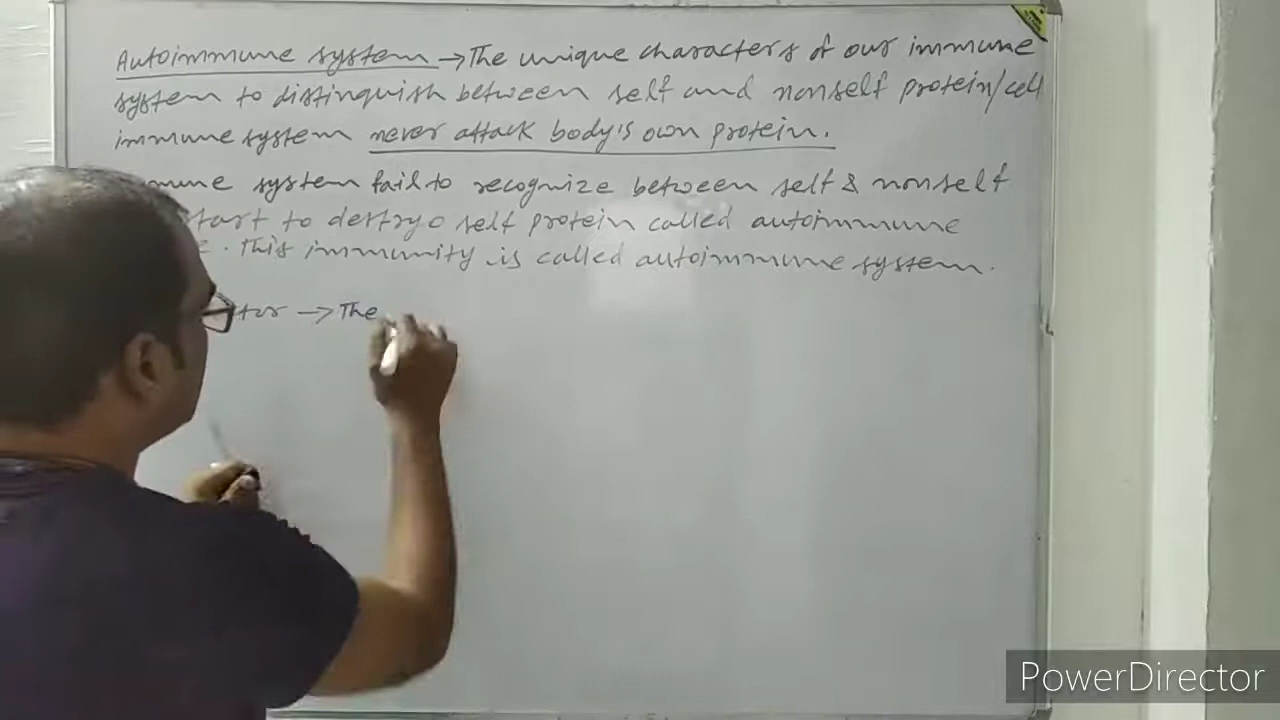 Autoimmune system → The unique characters of our immune
system to distinguish between self and nonself protein/cell
immune system never attack body's own protein.
system fail to recognize between self & nonself
to destryo self protein called autoimmune
This immunity is called autoimmune system.
→ The
PowerDirector